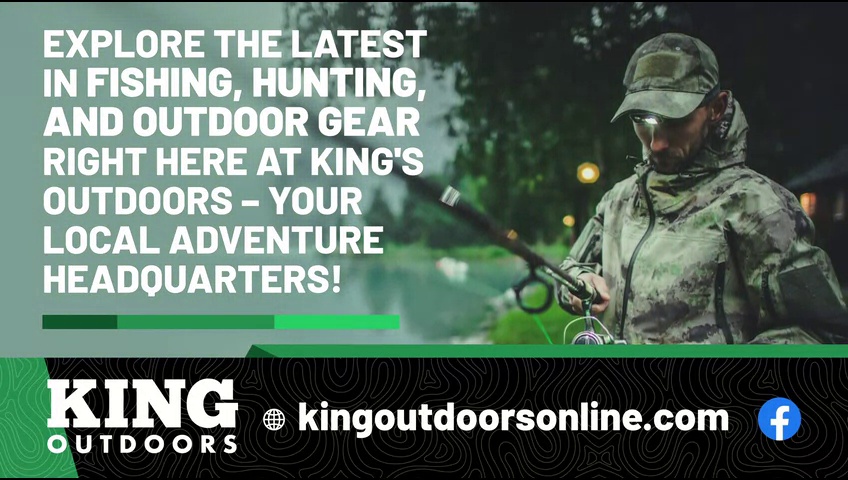 EXPLORE THE LATEST
IN FISHING, HUNTING,
AND OUTDOOR GEAR
RIGHT HERE AT KING'S
OUTDOORS – YOUR
LOCAL ADVENTURE
HEADQUARTERS!
KING
OUTDOORS
kingoutdoorsonline.com